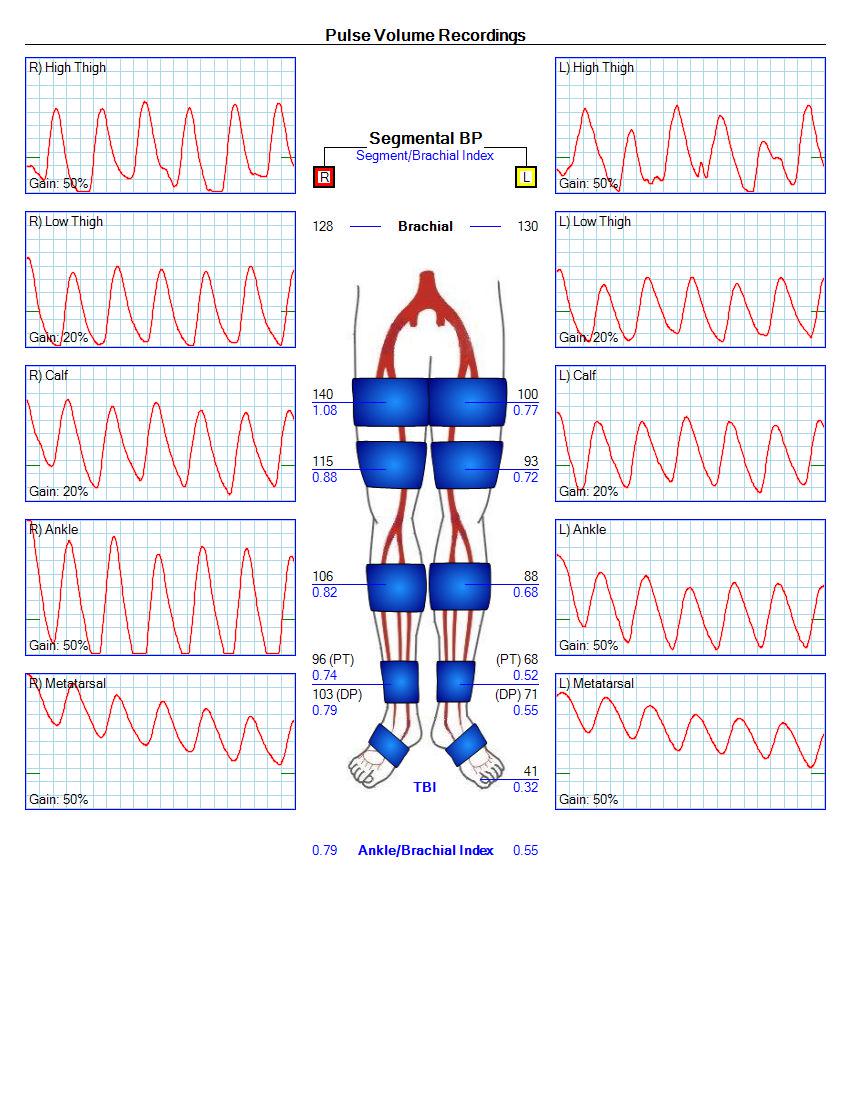 Pulse Volume Recordings
R) High Thigh
Gain: 50%
L) High Thigh
Gain: 50%
Segmental BP
Segment/Brachial Index
R
L
128 Brachial 130
R) Low Thigh
Gain: 20%
L) Low Thigh
Gain: 20%
R) Calf
Gain: 20%
L) Calf
Gain: 20%
140 100
1.08 0.77
115 93
0.88 0.72
R) Ankle
Gain: 50%
L) Ankle
Gain: 50%
106 88
0.82 0.68
96 (PT) (PT) 68
0.74 0.52
103 (DP) (DP) 71
0.79 0.55
R) Metatarsal
Gain: 50%
L) Metatarsal
Gain: 50%
41
TBI 0.32
0.79 Ankle/Brachial Index 0.55